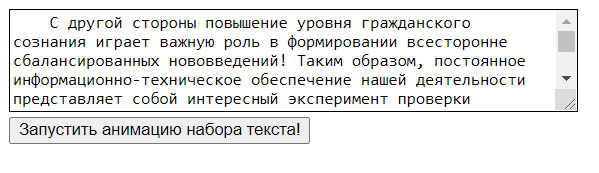 С другой стороны повышение уровня гражданского
сознания играет важную роль в формировании всесторонне
сбалансированных нововведений! Таким образом, постоянное
информационно-техническое обеспечение нашей деятельности
представляет собой интересный эксперимент проверки
Запустить анимацию набора текста!